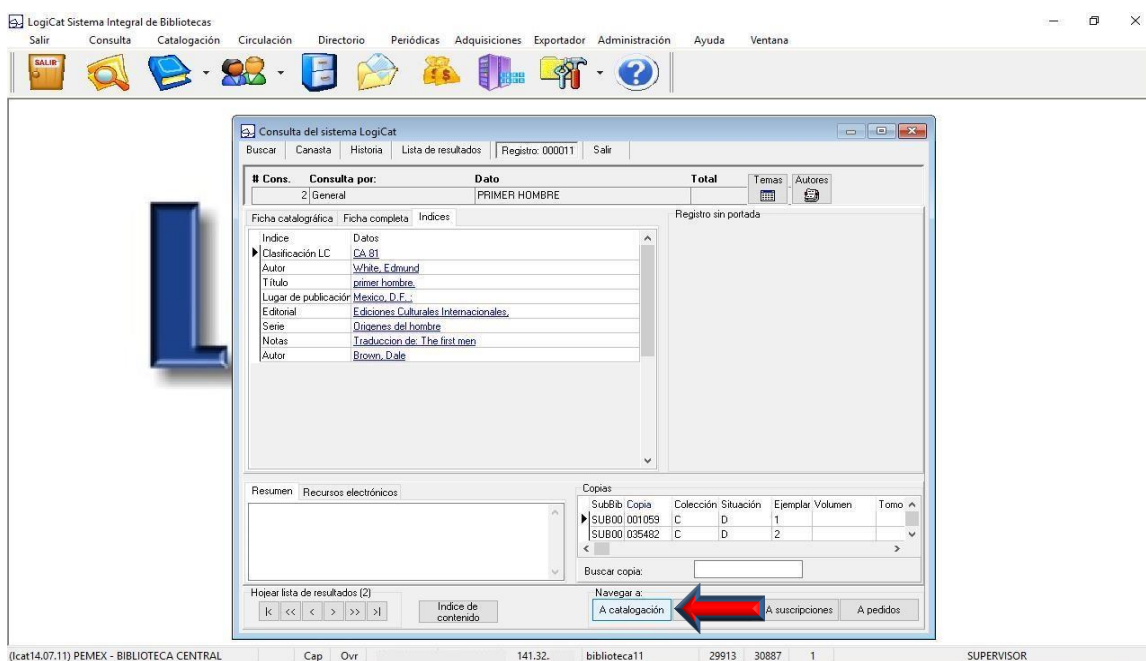 LogiCat Sistema Integral de Bibliotecas
Salir Consulta Catalogación Circulación Directorio Periódicas Adquisiciones Exportador Administración Ayuda Ventana
SALIR
L
Consulta del sistema LogiCat
Buscar Canasta Historia Lista de resultados Registro: 000011 Salir
# Cons. Consulta por: Dato Total Temas Autores
2 General PRIMER HOMBRE
Ficha catalográfica Ficha completa Indices Registro sin portada
Indice Datos
Clasificación LC CA 81
Autor White, Edmund
Título primer hombre.
Lugar de publicación Mexico, D.F. :
Editorial Ediciones Culturales Internacionales,
Serie Origenes del hombre
Notas Traduccion de: The first men
Autor Brown, Dale
Resumen Recursos electrónicos Copias
SubBib Copia Colección Situación Ejemplar Volumen Tomo
SUB00 001059 C D 1
SUB00 035482 C D 2
Buscar copia:
Hojear lista de resultados (2) Navegar a:
|< << < > >> >| Indice de contenido A catalogación A suscripciones A pedidos
(lcat14.07.11) PEMEX - BIBLIOTECA CENTRAL Cap Ovr 141.32. biblioteca11 29913 30887 1 SUPERVISOR